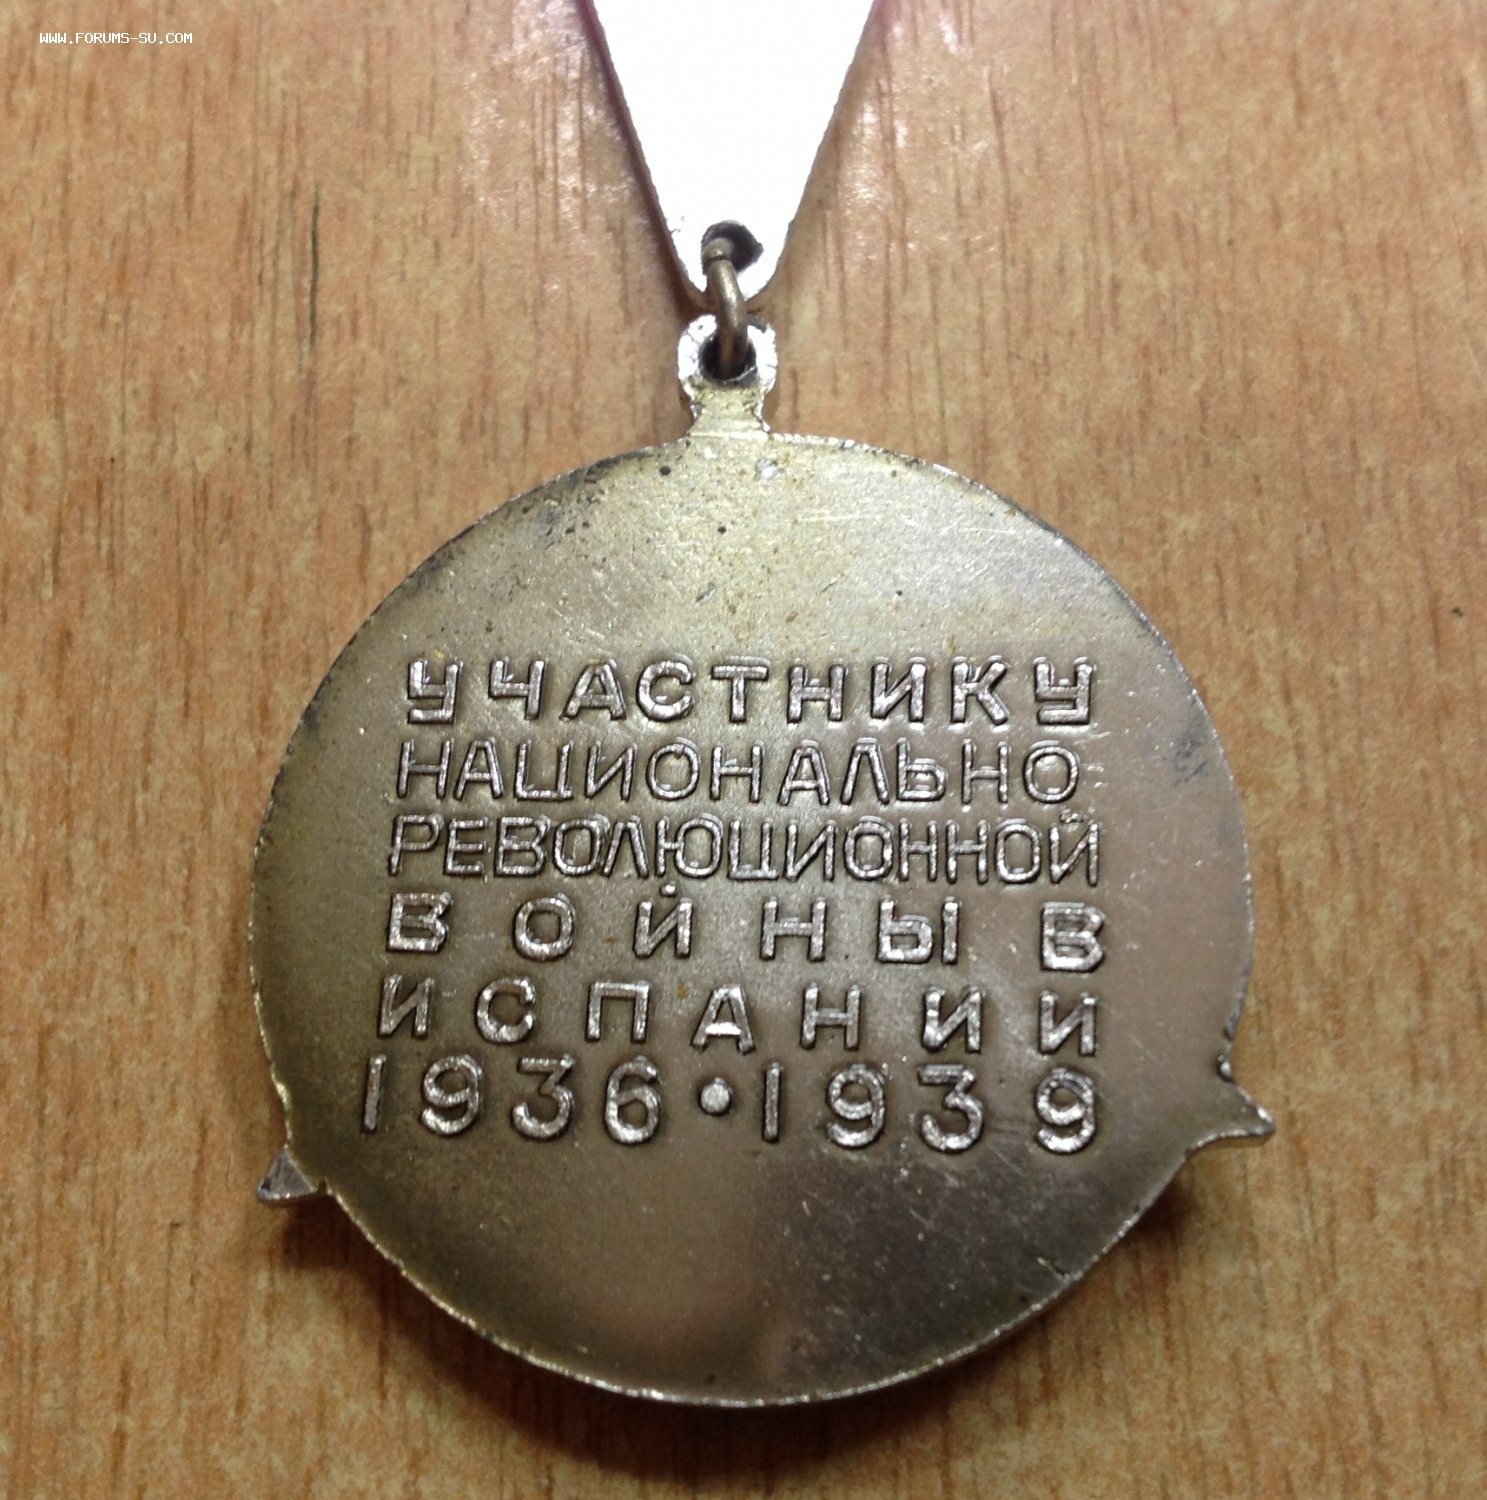 WWW.FORUMS-SU.COM
УЧАСТНИКУ
НАЦИОНАЛЬНО
РЕВОЛЮЦИОННОЙ
ВОЙНЫ В
ИСПАНИИ
1936•1939